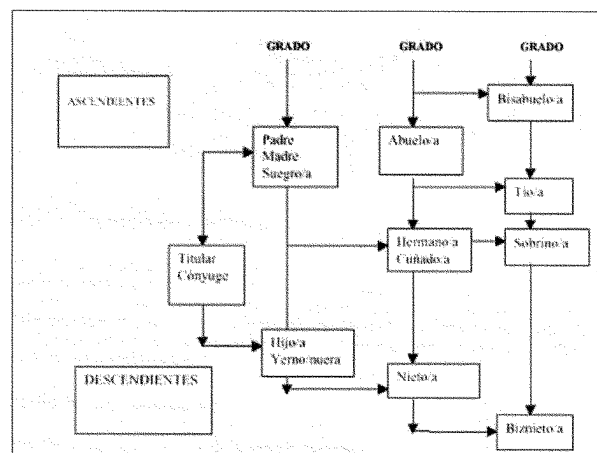 GRADO GRADO GRADO
ASCENDIENTES
Bisabuelo/a
Padre
Madre
Suegro/a
Abuelo/a
Tío/a
Titular
Cónyuge
Hermano/a
Cuñado/a
Sobrino/a
Hijo/a
Yerno/nuera
DESCENDIENTES
Nieto/a
Biznieto/a